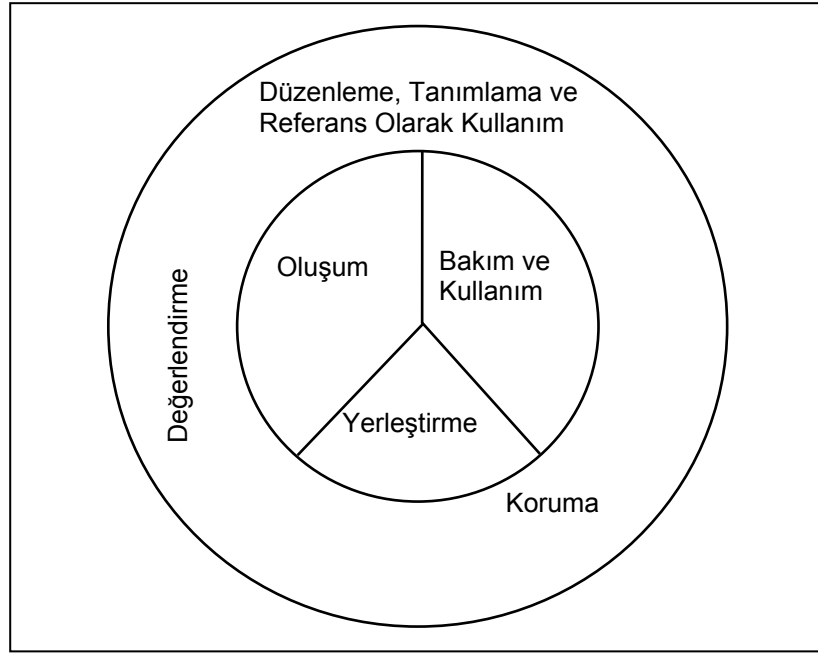 Düzenleme, Tanımlama ve
Referans Olarak Kullanım
Oluşum
Bakım ve
Kullanım
Değerlendirme
Yerleştirme
Koruma